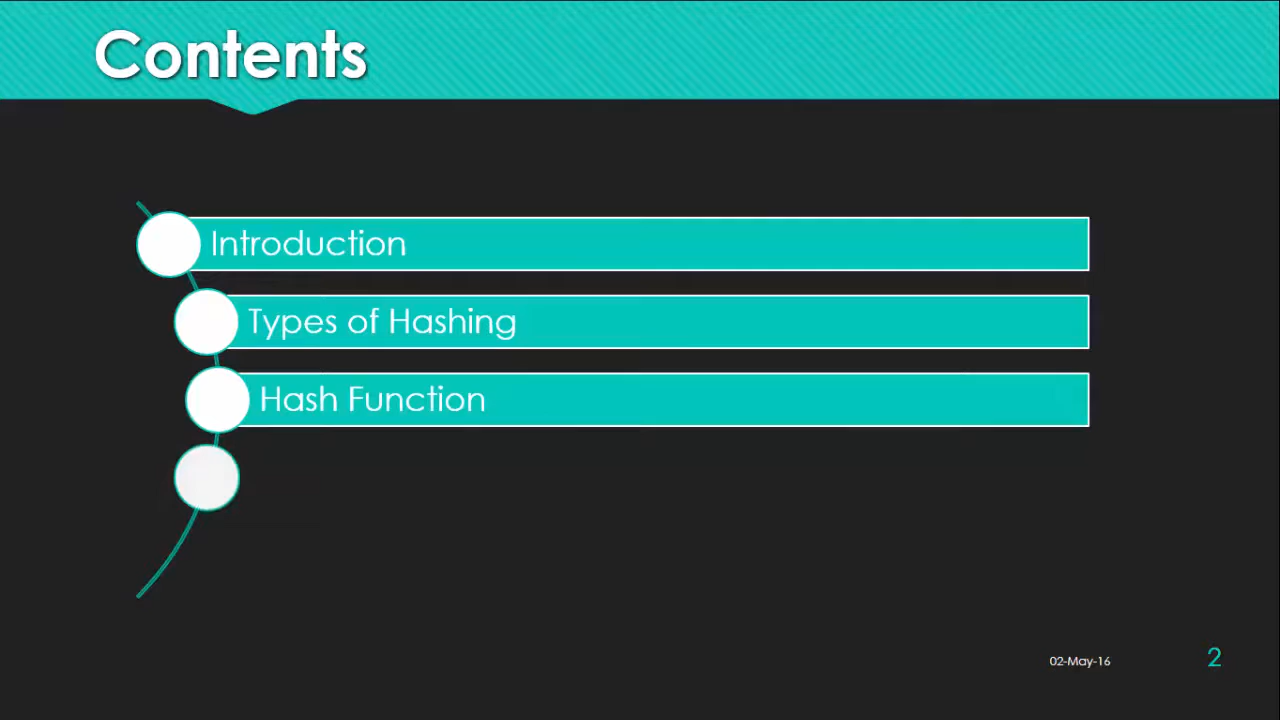 Contents
Introduction
Types of Hashing
Hash Function
02-May-16
2